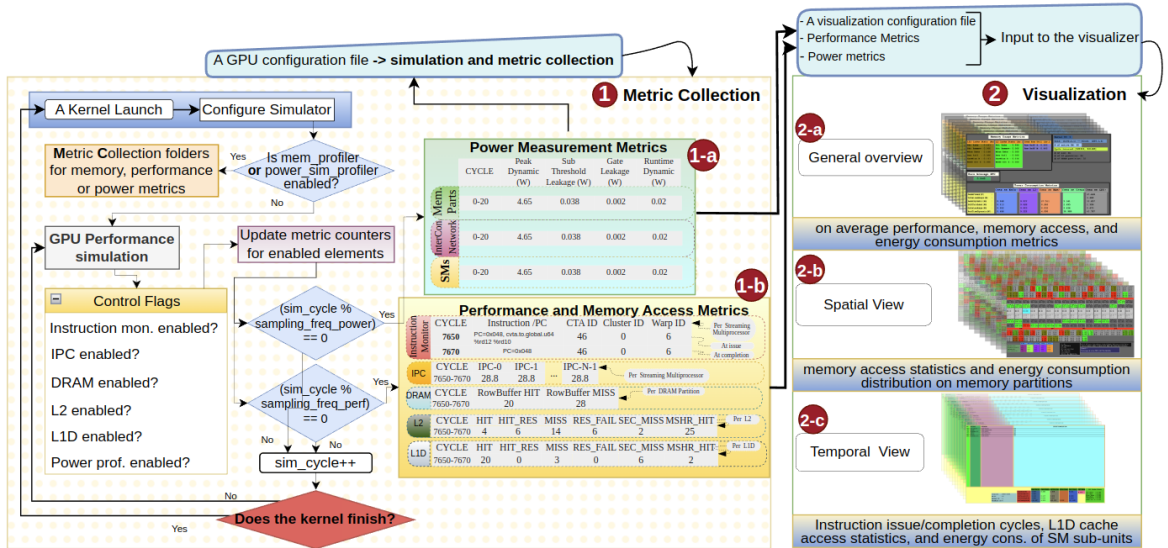 A GPU configuration file -> simulation and metric collection
1 Metric Collection
A Kernel Launch
Configure Simulator
Is mem_profiler
or power_sim_profiler
enabled?
Yes
No
Metric Collection folders
for memory, performance
or power metrics
GPU Performance
simulation
Update metric counters
for enabled elements
Control Flags
Instruction mon. enabled?
IPC enabled?
DRAM enabled?
L2 enabled?
L1D enabled?
Power prof. enabled?
(sim_cycle %
sampling_freq_power)
== 0
Yes
(sim_cycle %
sampling_freq_perf)
== 0
Yes
No
No
sim_cycle++
Does the kernel finish?
No
Yes
Power Measurement Metrics
1-a
CYCLE
Peak
Dynamic
(W)
Sub
Threshold
Leakage (W)
Gate
Leakage
(W)
Runtime
Dynamic
(W)
Mem.
Parts
0-20 4.65 0.038 0.002 0.02
InterCon.
Network
0-20 4.65 0.038 0.002 0.02
SMs
0-20 4.65 0.038 0.002 0.02
1-b
Performance and Memory Access Metrics
Instruction
Monitor
CYCLE Instruction /PC CTA ID Cluster ID Warp ID
7650 PC=0x048, cvta.to.global.u64
%rd12 %rd10
46 0 6
7670 PC=0x048 46 0 6
Per Streaming
Multiprocessor
At issue
At completion
IPC
CYCLE IPC-0 IPC-1 ... IPC-N-1
7650-7670 28.8 28.8 28.8
Per Streaming Multiprocessor
DRAM
CYCLE RowBuffer HIT RowBuffer MISS
7650-7670 20 28
Per DRAM Partition
L2
CYCLE HIT HIT_RES MISS RES_FAIL SEC_MISS MSHR_HIT
7650-7670 4 6 14 6 2 25
Per L2
L1D
CYCLE HIT HIT_RES MISS RES_FAIL SEC_MISS MSHR_HIT
7650-7670 20 0 3 0 6 2
Per L1D
- A visualization configuration file
- Performance Metrics
- Power metrics
Input to the visualizer
2 Visualization
2-a
General overview
on average performance, memory access, and
energy consumption metrics
2-b
Spatial View
memory access statistics and energy consumption
distribution on memory partitions
2-c
Temporal View
Instruction issue/completion cycles, L1D cache
access statistics, and energy cons. of SM sub-units